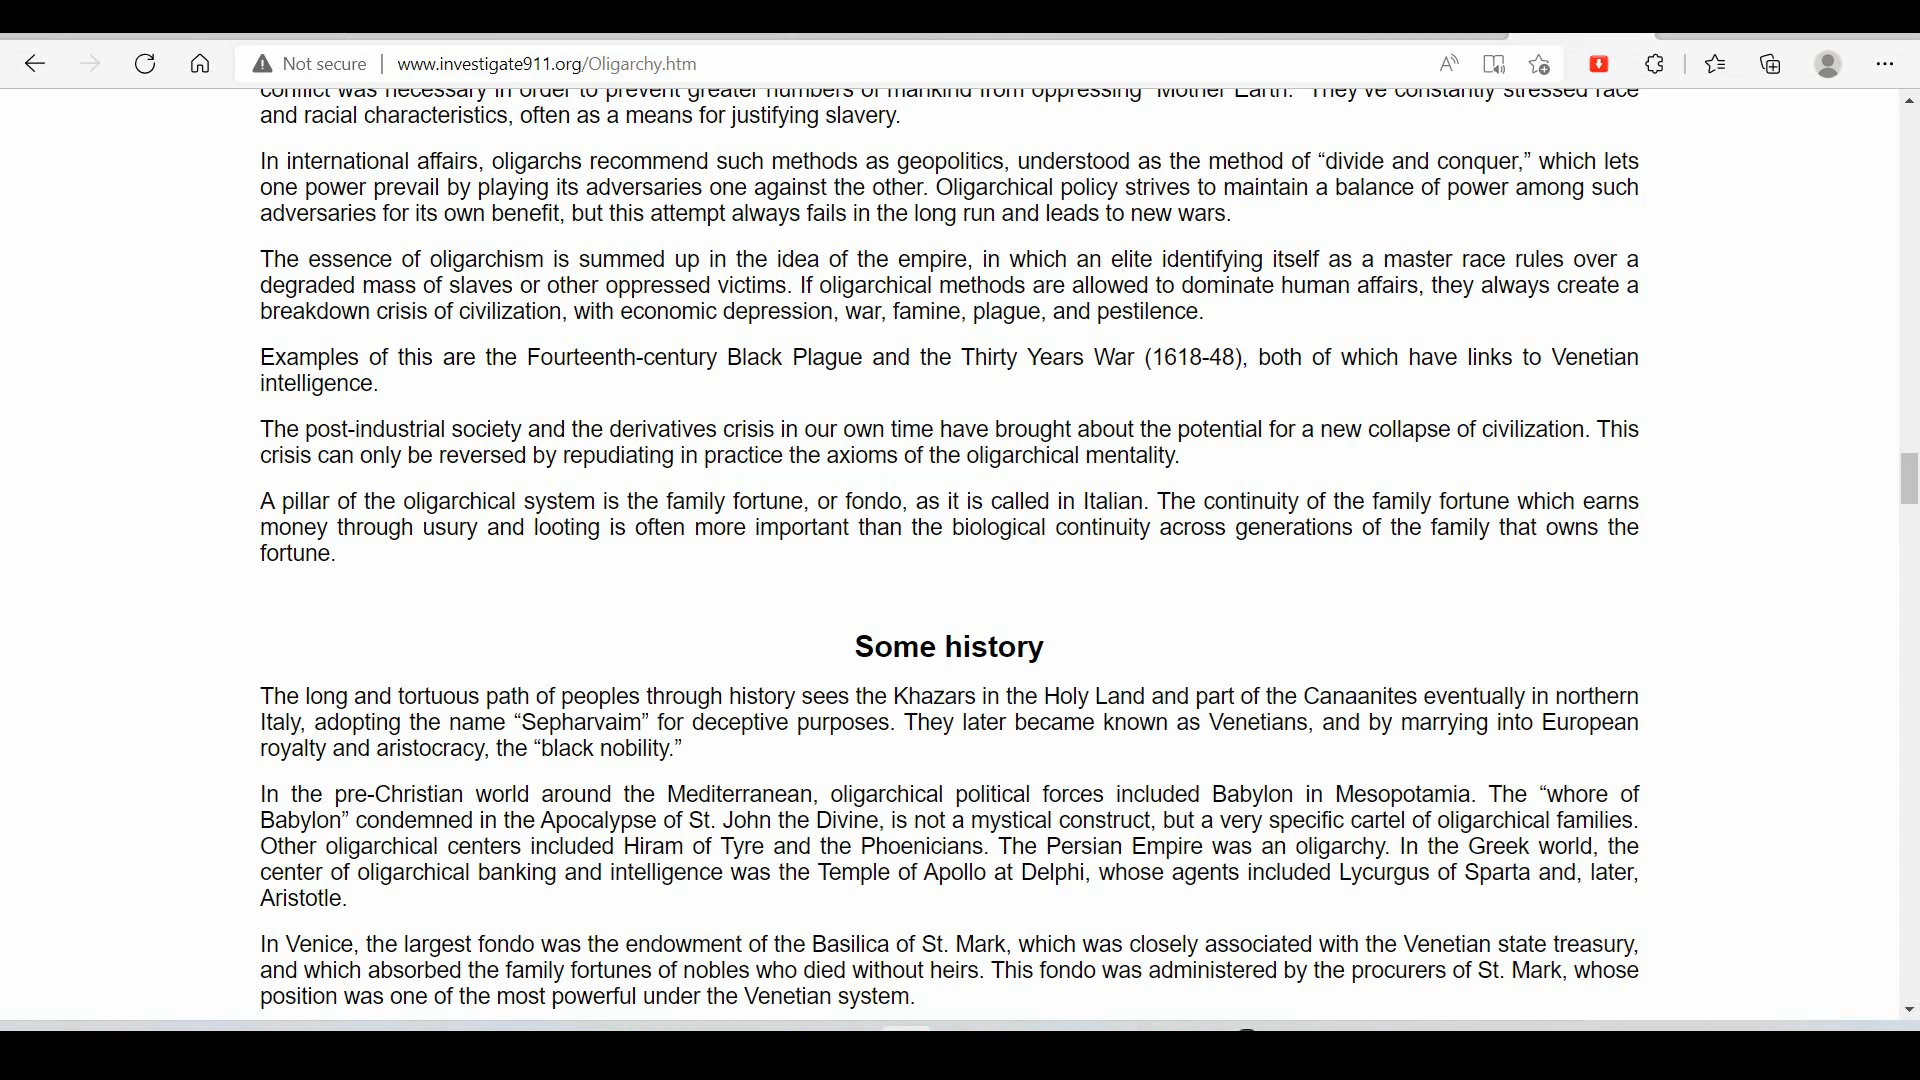 Not secure
www.investigate911.org/Oligarchy.htm
conflict was necessary in order to prevent greater numbers of mankind from oppressing “Mother Earth.” They’ve constantly stressed race
and racial characteristics, often as a means for justifying slavery.
In international affairs, oligarchs recommend such methods as geopolitics, understood as the method of “divide and conquer,” which lets
one power prevail by playing its adversaries one against the other. Oligarchical policy strives to maintain a balance of power among such
adversaries for its own benefit, but this attempt always fails in the long run and leads to new wars.
The essence of oligarchism is summed up in the idea of the empire, in which an elite identifying itself as a master race rules over a
degraded mass of slaves or other oppressed victims. If oligarchical methods are allowed to dominate human affairs, they always create a
breakdown crisis of civilization, with economic depression, war, famine, plague, and pestilence.
Examples of this are the Fourteenth-century Black Plague and the Thirty Years War (1618-48), both of which have links to Venetian
intelligence.
The post-industrial society and the derivatives crisis in our own time have brought about the potential for a new collapse of civilization. This
crisis can only be reversed by repudiating in practice the axioms of the oligarchical mentality.
A pillar of the oligarchical system is the family fortune, or fondo, as it is called in Italian. The continuity of the family fortune which earns
money through usury and looting is often more important than the biological continuity across generations of the family that owns the
fortune.
Some history
The long and tortuous path of peoples through history sees the Khazars in the Holy Land and part of the Canaanites eventually in northern
Italy, adopting the name “Sepharvaim” for deceptive purposes. They later became known as Venetians, and by marrying into European
royalty and aristocracy, the “black nobility.”
In the pre-Christian world around the Mediterranean, oligarchical political forces included Babylon in Mesopotamia. The “whore of
Babylon” condemned in the Apocalypse of St. John the Divine, is not a mystical construct, but a very specific cartel of oligarchical families.
Other oligarchical centers included Hiram of Tyre and the Phoenicians. The Persian Empire was an oligarchy. In the Greek world, the
center of oligarchical banking and intelligence was the Temple of Apollo at Delphi, whose agents included Lycurgus of Sparta and, later,
Aristotle.
In Venice, the largest fondo was the endowment of the Basilica of St. Mark, which was closely associated with the Venetian state treasury,
and which absorbed the family fortunes of nobles who died without heirs. This fondo was administered by the procurers of St. Mark, whose
position was one of the most powerful under the Venetian system.